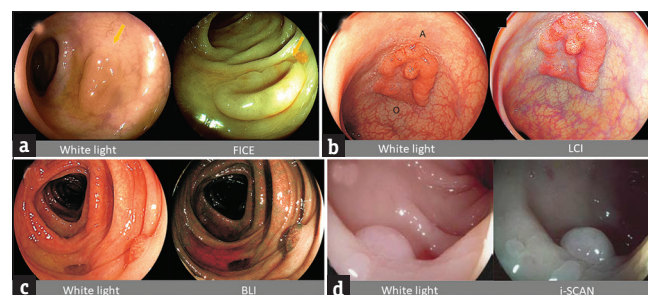 A
O
a
White light
FICE
b
White light
LCI
c
White light
BLI
d
White light
i-SCAN